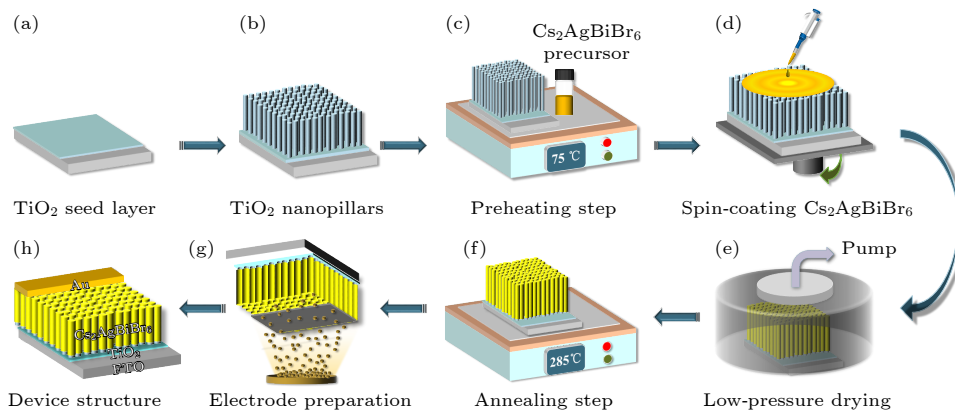 (a)
(b)
(c)
(d)
Cs₂AgBiBr₆
precursor
75 ℃
TiO₂ seed layer
TiO₂ nanopillars
Preheating step
Spin-coating Cs₂AgBiBr₆
(h)
(g)
(f)
(e)
Pump
Au
Cs₂AgBiBr₆
TiO₂
FTO
285℃
Device structure
Electrode preparation
Annealing step
Low-pressure drying